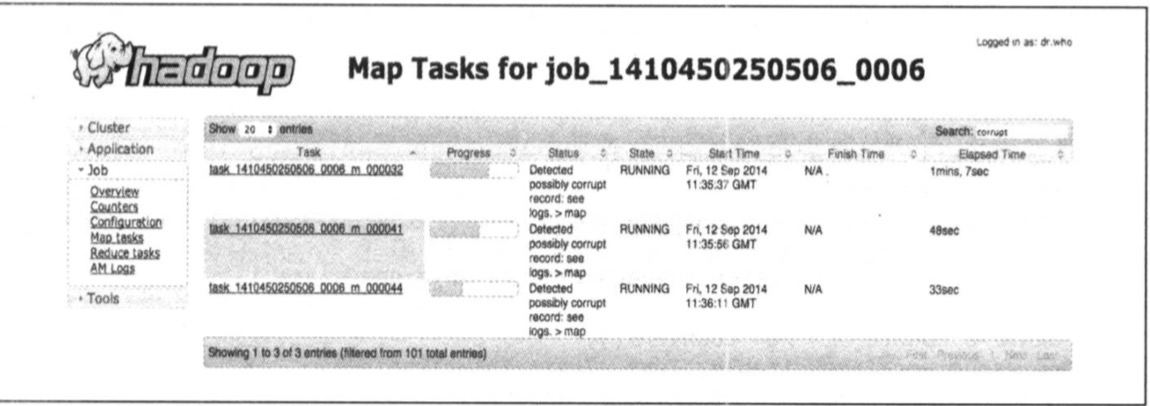 Logged in as: dr.who
hadoop
Map Tasks for job_1410450250506_0006
Cluster
Application
Job
Overview
Counters
Configuration
Map tasks
Reduce tasks
AM Logs
Tools
Show 20 entries
Search: corrupt
Task Progress Status State Start Time Finish Time Elapsed Time
task_1410450250506_0006_m_000032 Detected RUNNING Fri, 12 Sep 2014 N/A 1mins, 7sec
possibly corrupt 11:35:37 GMT
record: see
logs. > map
task_1410450250506_0006_m_000041 Detected RUNNING Fri, 12 Sep 2014 N/A 48sec
possibly corrupt 11:35:56 GMT
record: see
logs. > map
task_1410450250506_0006_m_000044 Detected RUNNING Fri, 12 Sep 2014 N/A 33sec
possibly corrupt 11:36:11 GMT
record: see
logs. > map
Showing 1 to 3 of 3 entries (filtered from 101 total entries)
First Previous 1 Next Last